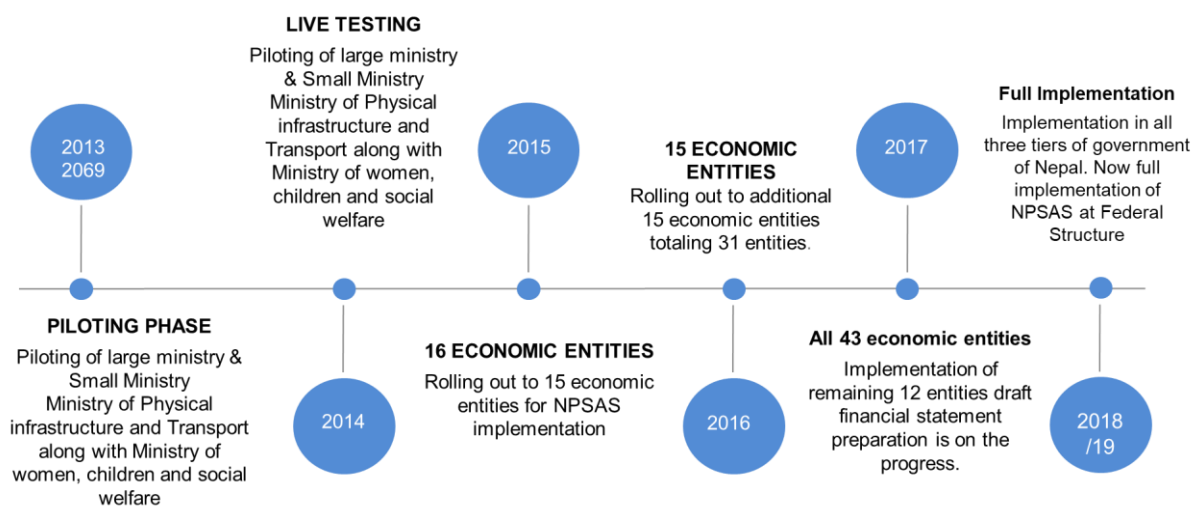 2013
2069
PILOTING PHASE
Piloting of large ministry &
Small Ministry
Ministry of Physical
infrastructure and Transport
along with Ministry of
women, children and social
welfare
LIVE TESTING
Piloting of large ministry
& Small Ministry
Ministry of Physical
infrastructure and
Transport along with
Ministry of women,
children and social
welfare
2014
2015
16 ECONOMIC ENTITIES
Rolling out to 15 economic
entities for NPSAS
implementation
15 ECONOMIC
ENTITIES
Rolling out to additional
15 economic entities
totaling 31 entities.
2016
2017
All 43 economic entities
Implementation of
remaining 12 entities draft
financial statement
preparation is on the
progress.
Full Implementation
Implementation in all
three tiers of government
of Nepal. Now full
implementation of
NPSAS at Federal
Structure
2018
/19